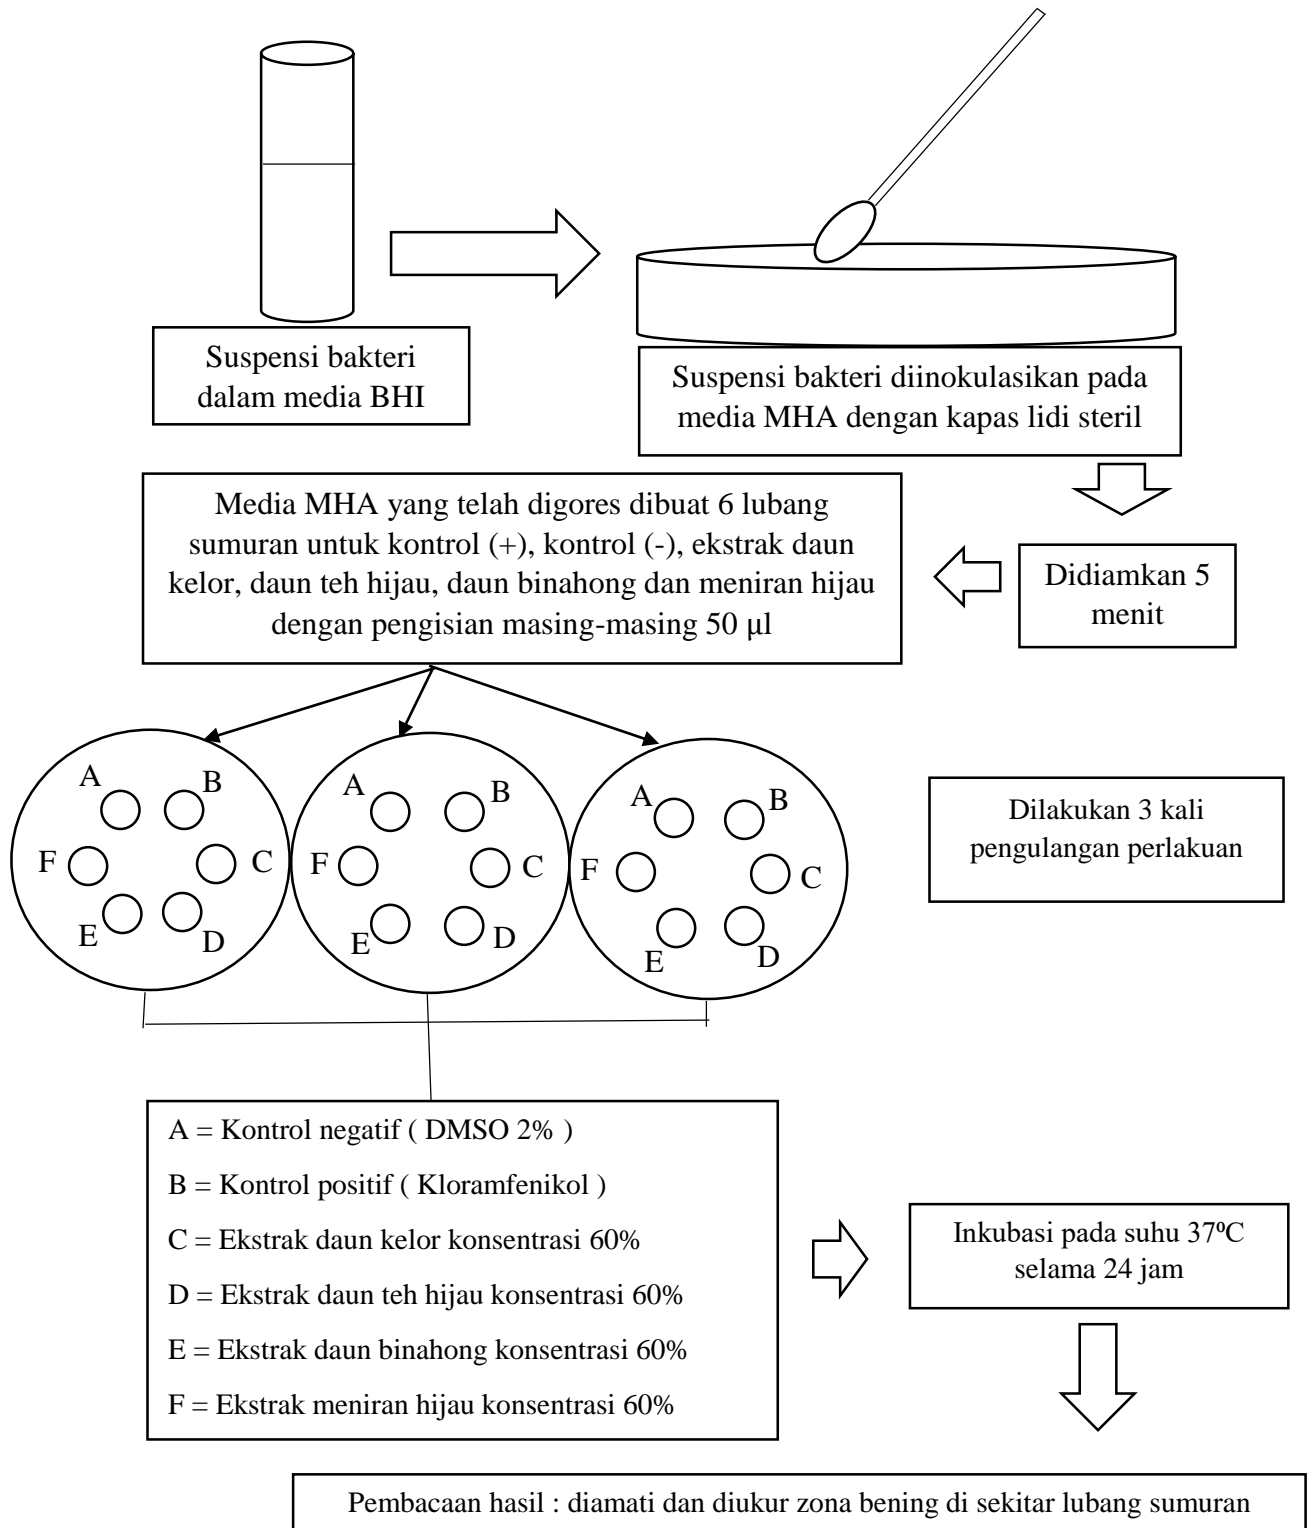 Suspensi bakteri
dalam media BHI
Suspensi bakteri diinokulasikan pada
media MHA dengan kapas lidi steril
Didiamkan 5
menit
Media MHA yang telah digores dibuat 6 lubang
sumuran untuk kontrol (+), kontrol (-), ekstrak daun
kelor, daun teh hijau, daun binahong dan meniran hijau
dengan pengisian masing-masing 50 µl
A
B
C
D
E
F
A
B
C
D
E
F
A
B
C
D
E
F
Dilakukan 3 kali
pengulangan perlakuan
A = Kontrol negatif ( DMSO 2% )
B = Kontrol positif ( Kloramfenikol )
C = Ekstrak daun kelor konsentrasi 60%
D = Ekstrak daun teh hijau konsentrasi 60%
E = Ekstrak daun binahong konsentrasi 60%
F = Ekstrak meniran hijau konsentrasi 60%
Inkubasi pada suhu 37⁰C
selama 24 jam
Pembacaan hasil : diamati dan diukur zona bening di sekitar lubang sumuran